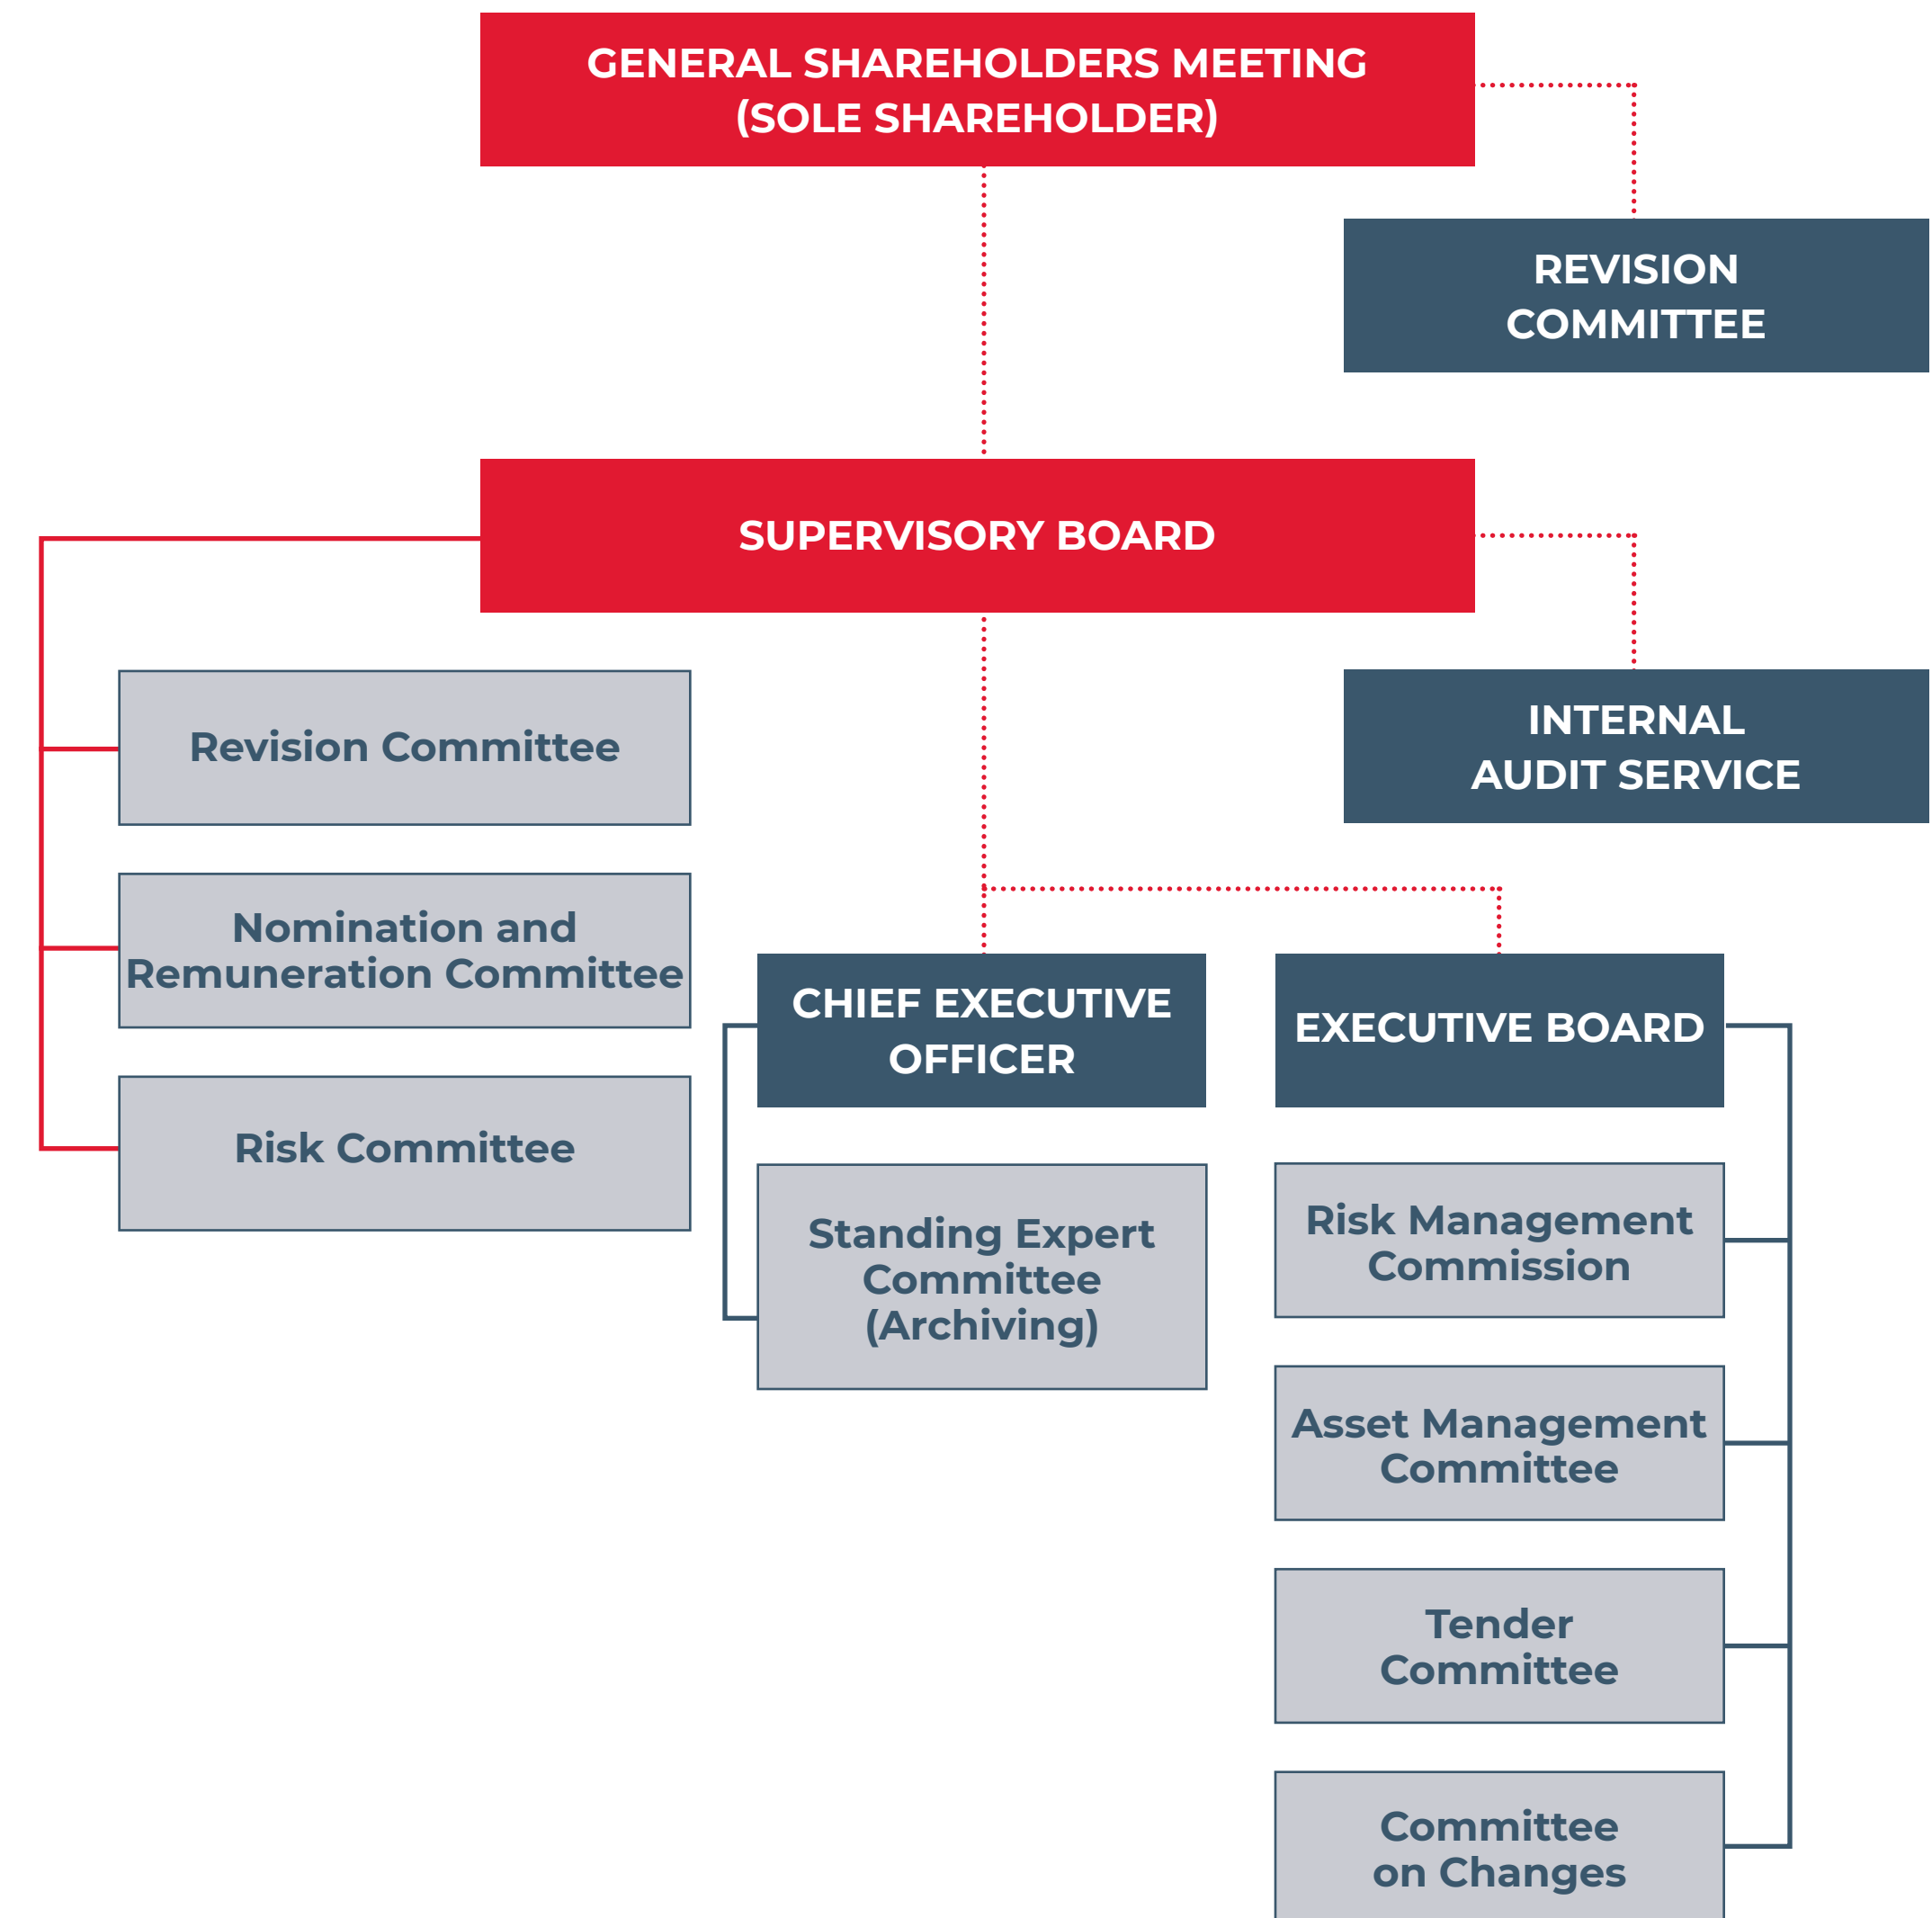 GENERAL SHAREHOLDERS MEETING
(SOLE SHAREHOLDER)
REVISION
COMMITTEE
SUPERVISORY BOARD
Revision Committee
Nomination and
Remuneration Committee
Risk Committee
INTERNAL
AUDIT SERVICE
CHIEF EXECUTIVE
OFFICER
Standing Expert
Committee
(Archiving)
EXECUTIVE BOARD
Risk Management
Commission
Asset Management
Committee
Tender
Committee
Committee
on Changes